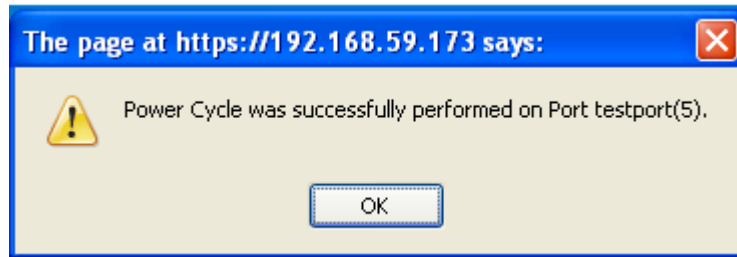 The page at https://192.168.59.173 says:
Power Cycle was successfully performed on Port testport(5).
OK